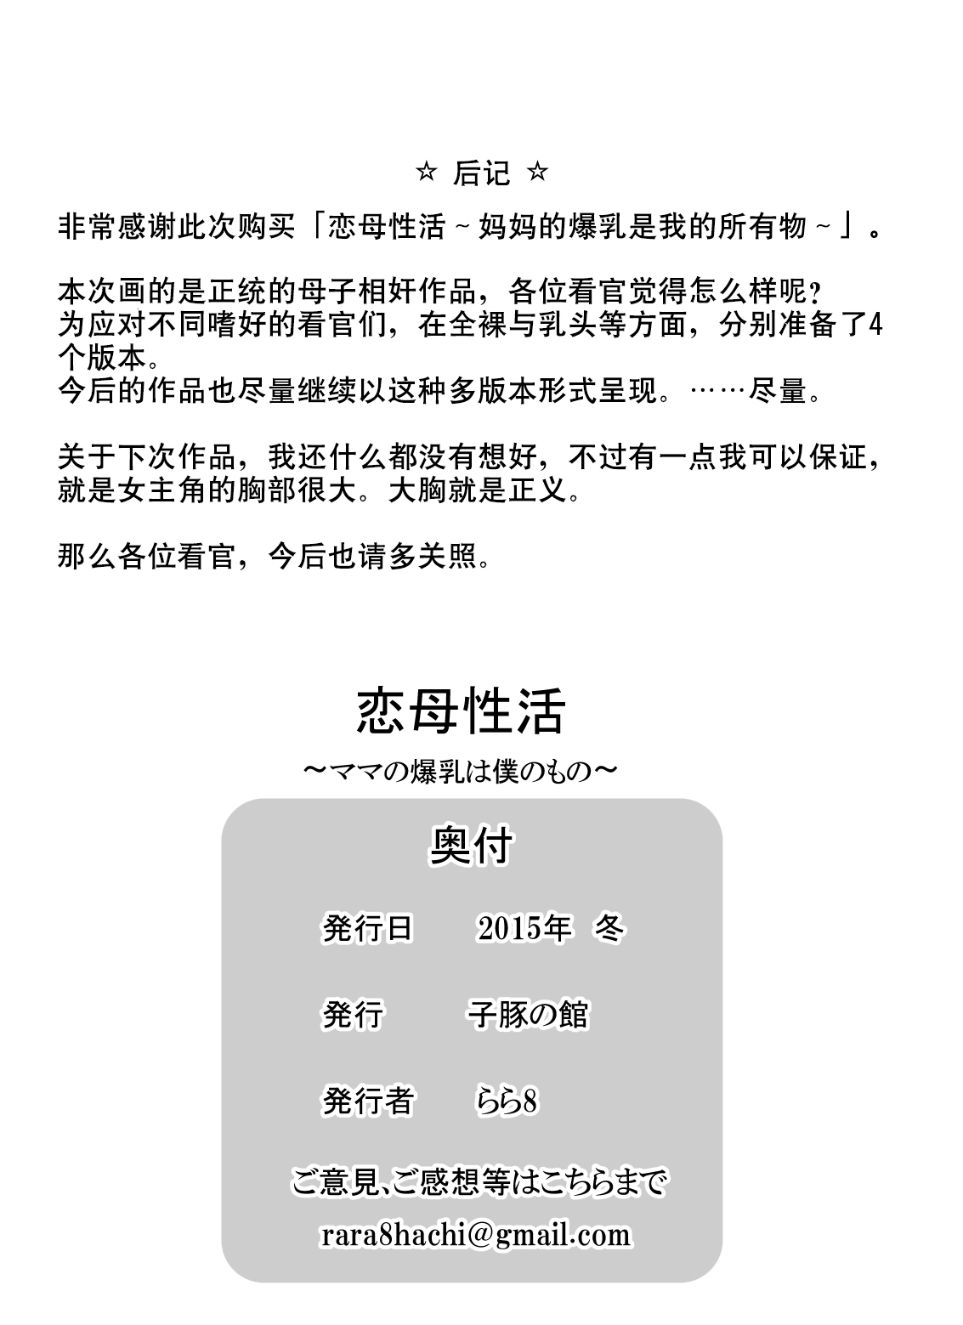 ☆ 后记 ☆
非常感谢此次购买「恋母性活～妈妈的爆乳是我的所有物～」。
本次画的是正统的母子相奸作品，各位看官觉得怎么样呢？
为应对不同嗜好的看官们，在全裸与乳头等方面，分别准备了4
个版本。
今后的作品也尽量继续以这种多版本形式呈现。……尽量。
关于下次作品，我还什么都没有想好，不过有一点我可以保证，
就是女主角的胸部很大。大胸就是正义。
那么各位看官，今后也请多关照。
恋母性活
～ママの爆乳は僕のもの～
奥付
発行日 2015年 冬
発行 子豚の館
発行者 らら8
ご意見、ご感想等はこちらまで
rara8hachi@gmail.com